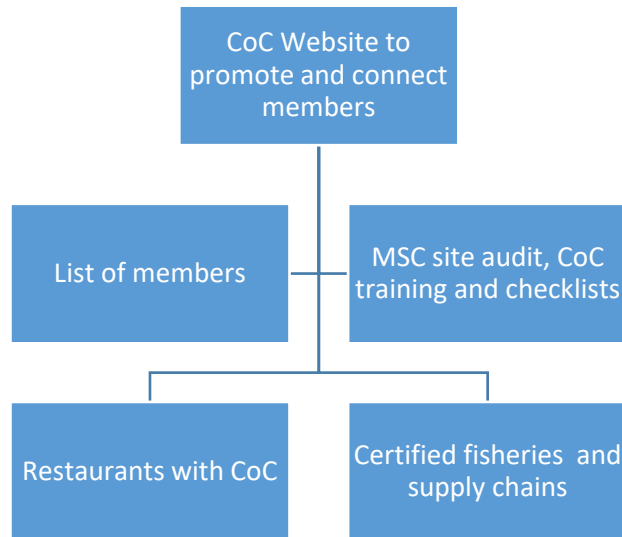 CoC Website to
promote and connect
members
List of members
MSC site audit, CoC
training and checklists
Restaurants with CoC
Certified fisheries  and
supply chains